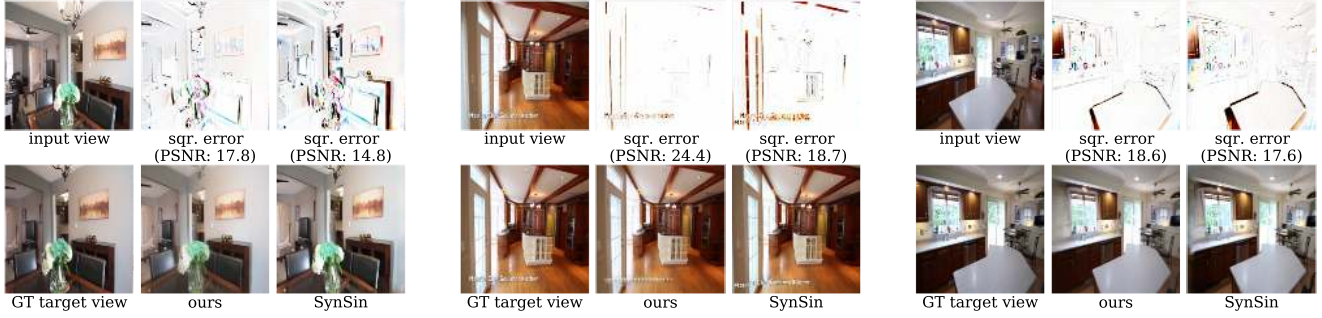 input view
sqr. error
(PSNR: 17.8)
sqr. error
(PSNR: 14.8)
GT target view
ours
SynSin
input view
sqr. error
(PSNR: 24.4)
sqr. error
(PSNR: 18.7)
GT target view
ours
SynSin
input view
sqr. error
(PSNR: 18.6)
sqr. error
(PSNR: 17.6)
GT target view
ours
SynSin